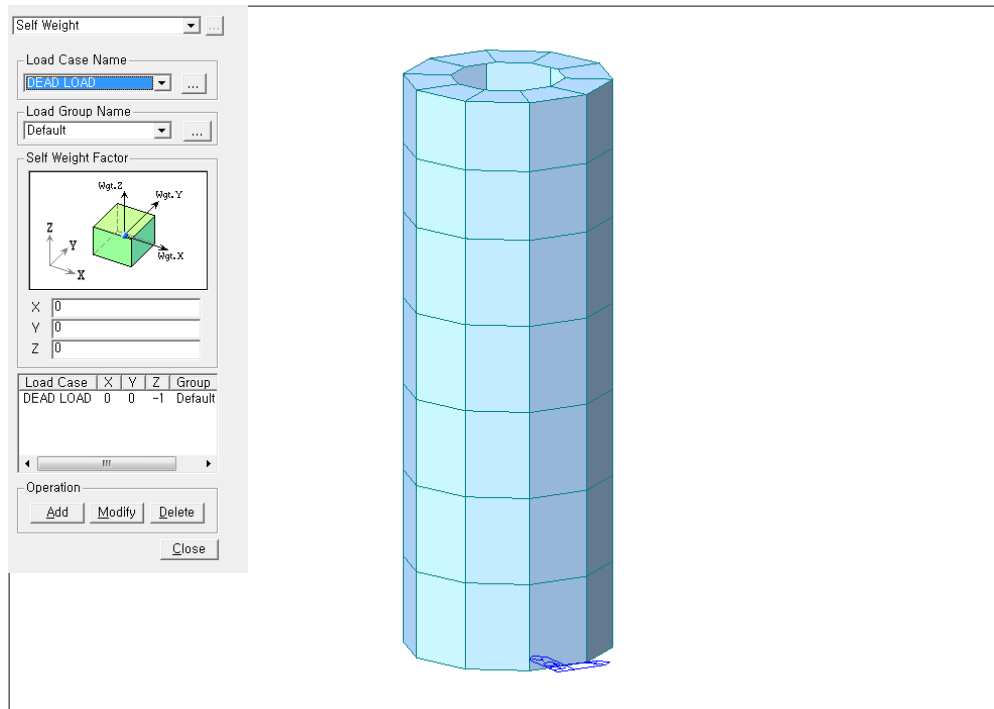 Self Weight
...
Load Case Name
DEAD LOAD
...
Load Group Name
Default
...
Self Weight Factor
Wgt.Z
Wgt.Y
Wgt.X
Z
Y
X
X 0
Y 0
Z 0
Load Case X Y Z Group
DEAD LOAD 0 0 -1 Default
Operation
Add Modify Delete
Close